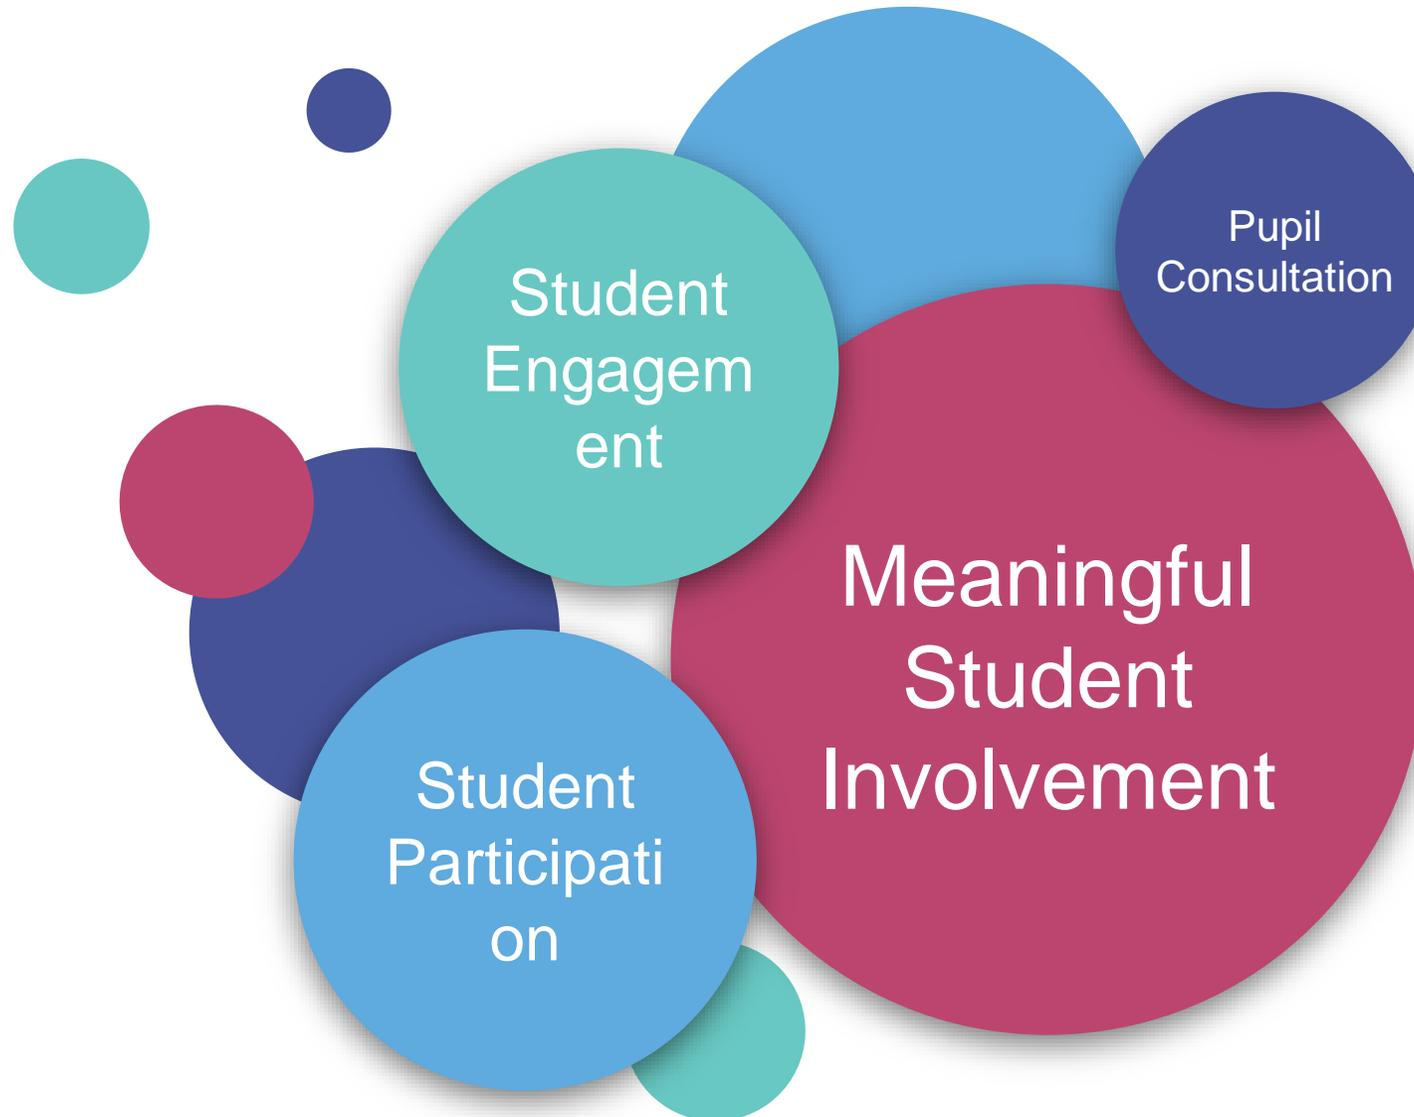 Pupil
Consultation
Student
Engagem
ent
Meaningful
Student
Involvement
Student
Participati
on